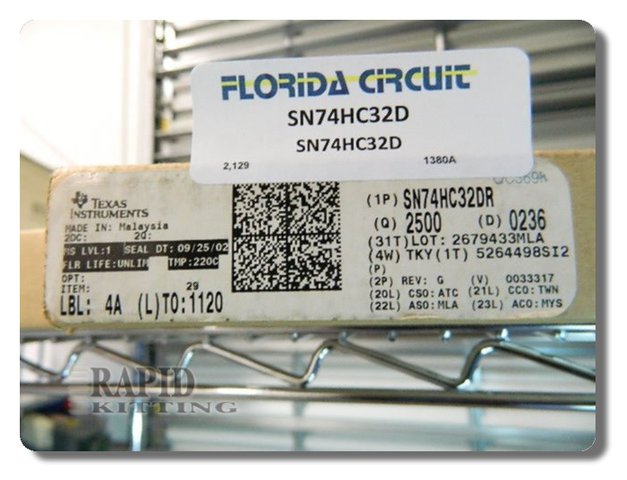 FLORIDA CIRCUIT
SN74HC32D
SN74HC32D
2,129 1380A
TEXAS
INSTRUMENTS
MADE IN: Malaysia
2DC: 2Q:
MS LVL:1 SEAL DT: 09/25/02
FLR LIFE:UNLIM TMP:220C
OPT:
ITEM: 29
LBL: 4A (L)TO:1120
(1P) SN74HC32DR
(Q) 2500 (D) 0236
(31T)LOT: 2679433MLA
(4W) TKY(1T) 5264498SI2
(P)
(2P) REV: G (V) 0033317
(20L) CSO:ATC (21L) CCO:TWN
(22L) ASO:MLA (23L) ACO:MYS
RAPID
KITTING